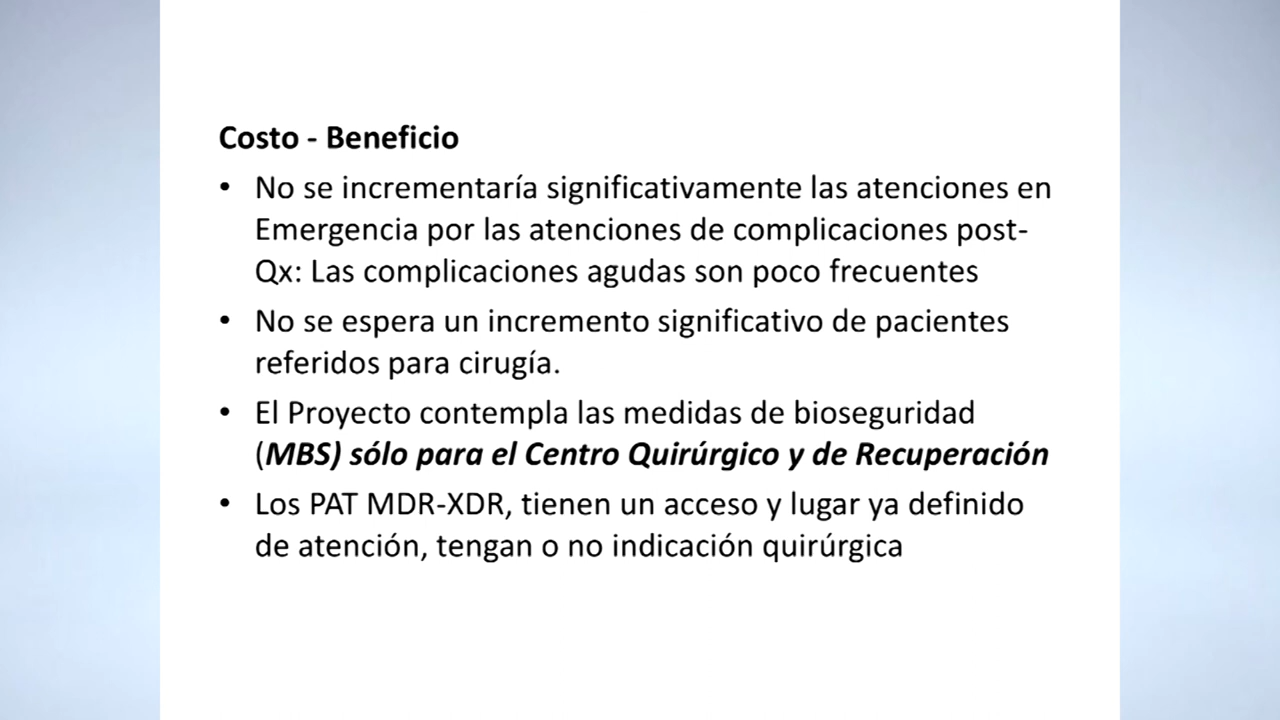 Costo - Beneficio
• No se incrementaría significativamente las atenciones en
Emergencia por las atenciones de complicaciones post-
Qx: Las complicaciones agudas son poco frecuentes
• No se espera un incremento significativo de pacientes
referidos para cirugía.
• El Proyecto contempla las medidas de bioseguridad
(MBS) sólo para el Centro Quirúrgico y de Recuperación
• Los PAT MDR-XDR, tienen un acceso y lugar ya definido
de atención, tengan o no indicación quirúrgica